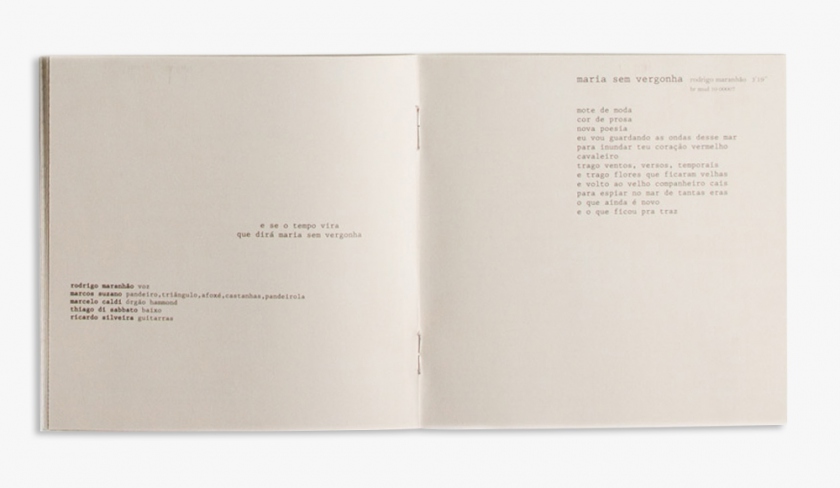 e se o tempo vira
que dirá maria sem vergonha
rodrigo maranhão voz
marcos suzano pandeiro,triângulo,afoxé,castanhas,pandeirola
marcelo caldi órgão hammond
thiago di sabbato baixo
ricardo silveira guitarras
maria sem vergonha rodrigo maranhão
mote de moda
cor de prosa
nova poesia
eu vou guardando as ondas desse mar
para inundar teu coração vermelho
cavaleiro
trago ventos, versos, temporais
e trago flores que ficaram velhas
e volto ao velho companheiro cais
para espiar no mar de tantas eras
o que ainda é novo
e o que ficou pra traz